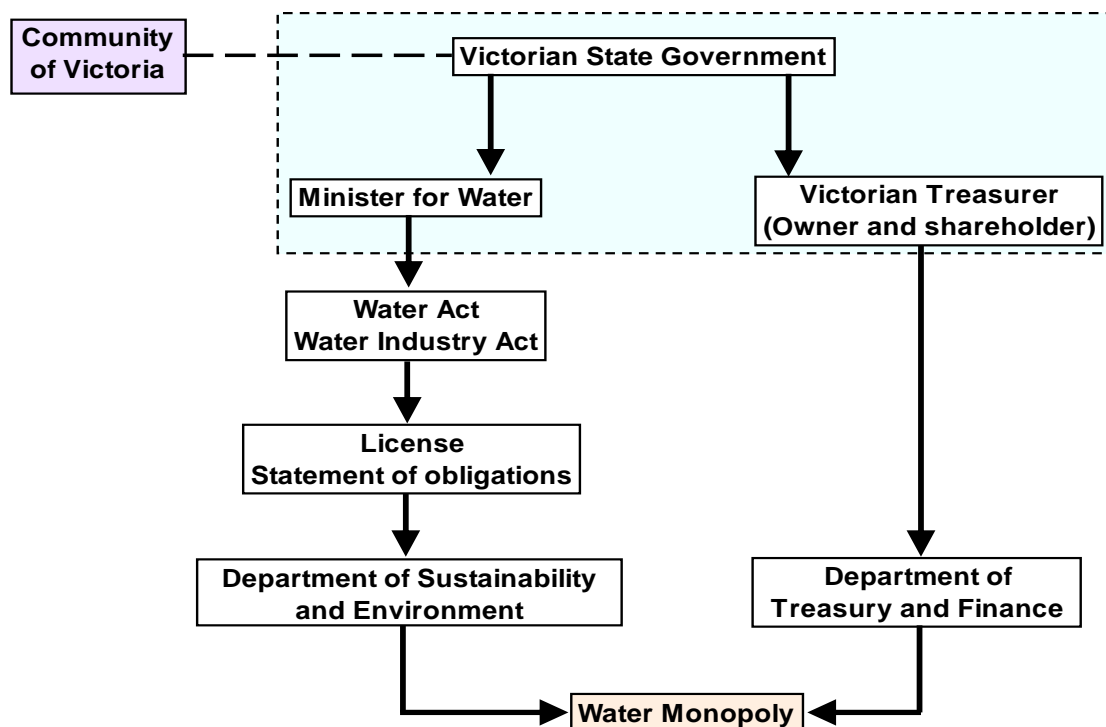 Community
of Victoria
Victorian State Government
Minister for Water
Victorian Treasurer
(Owner and shareholder)
Water Act
Water Industry Act
License
Statement of obligations
Department of Sustainability
and Environment
Department of
Treasury and Finance
Water Monopoly